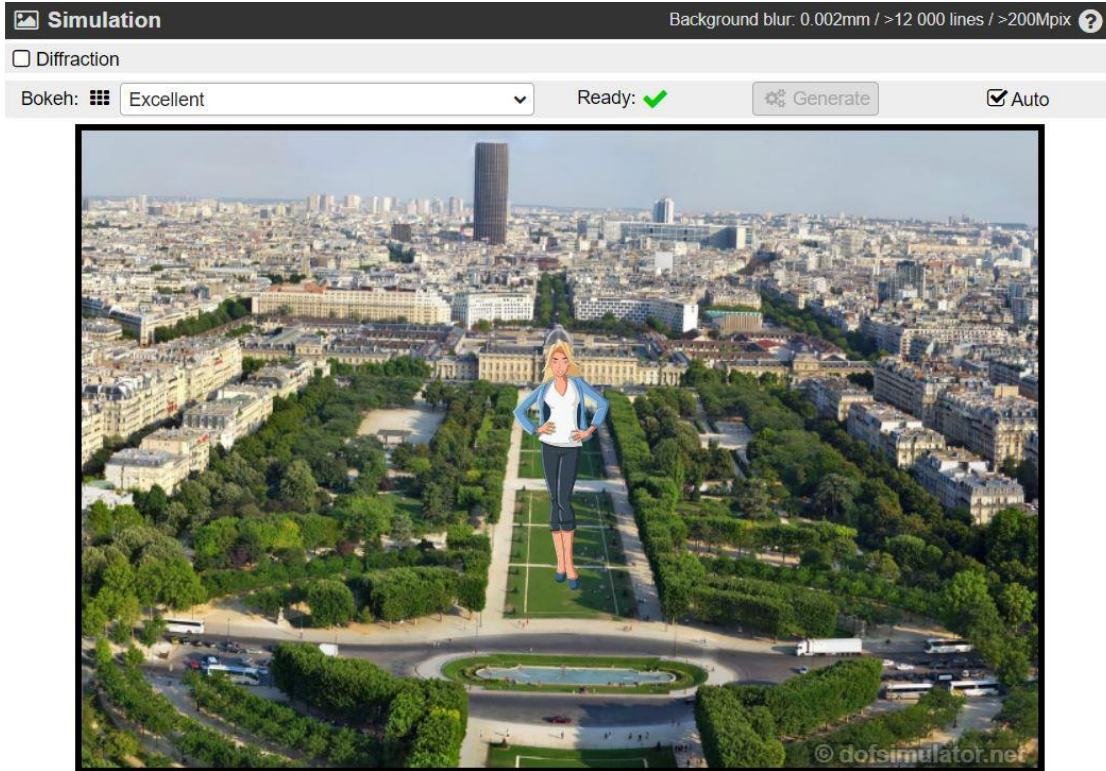 Simulation
Background blur: 0.002mm / >12 000 lines / >200Mpix ?
Diffraction
Bokeh: Excellent Ready: Generate Auto
© dofsimulator.net